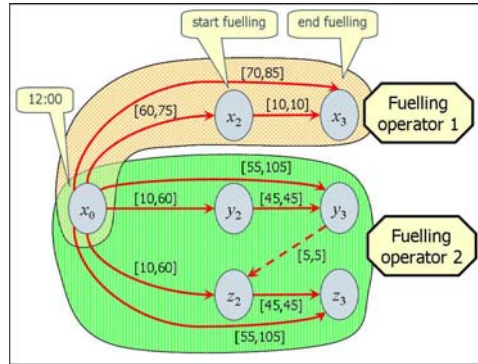 start fuelling
end fuelling
[70,85]
12:00
[60,75]
x2
[10,10]
x3
Fuelling
operator 1
[55,105]
x0
[10,60]
y2
[45,45]
y3
[5,5]
Fuelling
operator 2
[10,60]
z2
[45,45]
z3
[55,105]